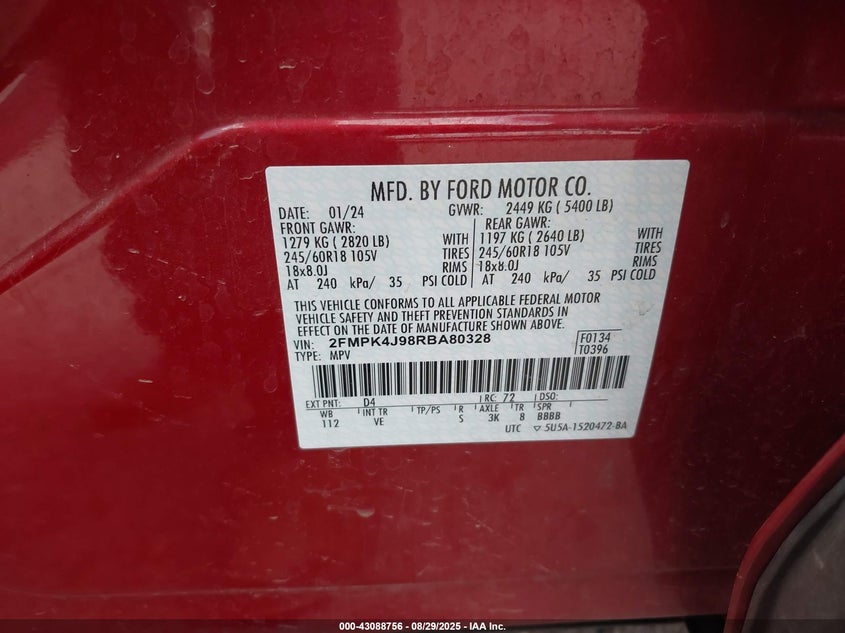 MFD. BY FORD MOTOR CO.
DATE: 01/24 GVWR: 2449 KG ( 5400 LB)
FRONT GAWR: REAR GAWR:
1279 KG ( 2820 LB) WITH 1197 KG ( 2640 LB) WITH
245/60R18 105V TIRES 245/60R18 105V TIRES
18x8.0J RIMS 18x8.0J RIMS
AT 240 kPa/ 35 PSI COLD AT 240 kPa/ 35 PSI COLD
THIS VEHICLE CONFORMS TO ALL APPLICABLE FEDERAL MOTOR
VEHICLE SAFETY AND THEFT PREVENTION STANDARDS IN
EFFECT ON THE DATE OF MANUFACTURE SHOWN ABOVE.
VIN: 2FMPK4J98RBA80328 F0134
TYPE: MPV T0396
EXT PNT: D4 RC: 72 DSO:
WB INT TR TP/PS R AXLE TR SPR
112 VE S 3K 8 BBBB
UTC ▽ 5U5A-1520472-BA
000-43088756 - 08/29/2025 - IAA Inc.